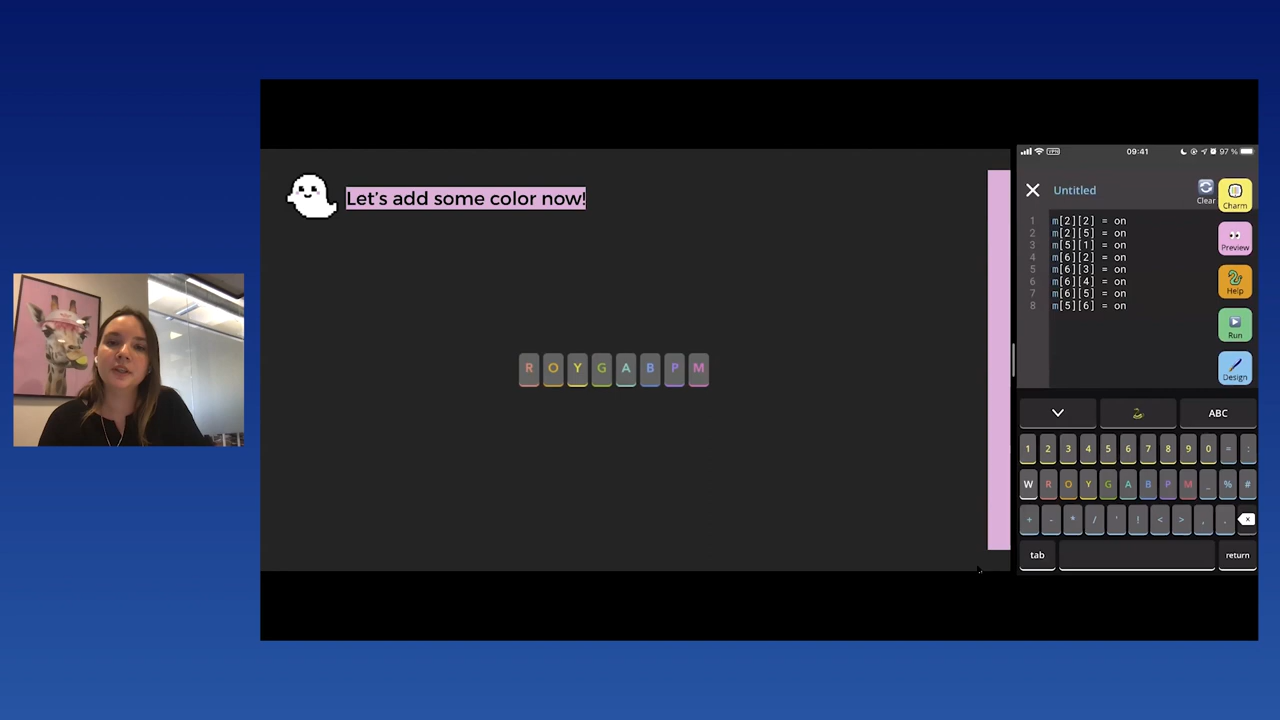 Let's add some color now!
R O Y G A B P M
VPN 09:41 97 %
Untitled
Clear
Charm
1 m[2][2] = on
2 m[2][5] = on
3 m[5][1] = on
4 m[6][2] = on
5 m[6][3] = on
6 m[6][4] = on
7 m[6][5] = on
8 m[5][6] = on
Preview
Help
Run
Design
ABC
1 2 3 4 5 6 7 8 9 0 = :
W R O Y G A B P M _ % #
+ - * / ' ! < > , .
tab return